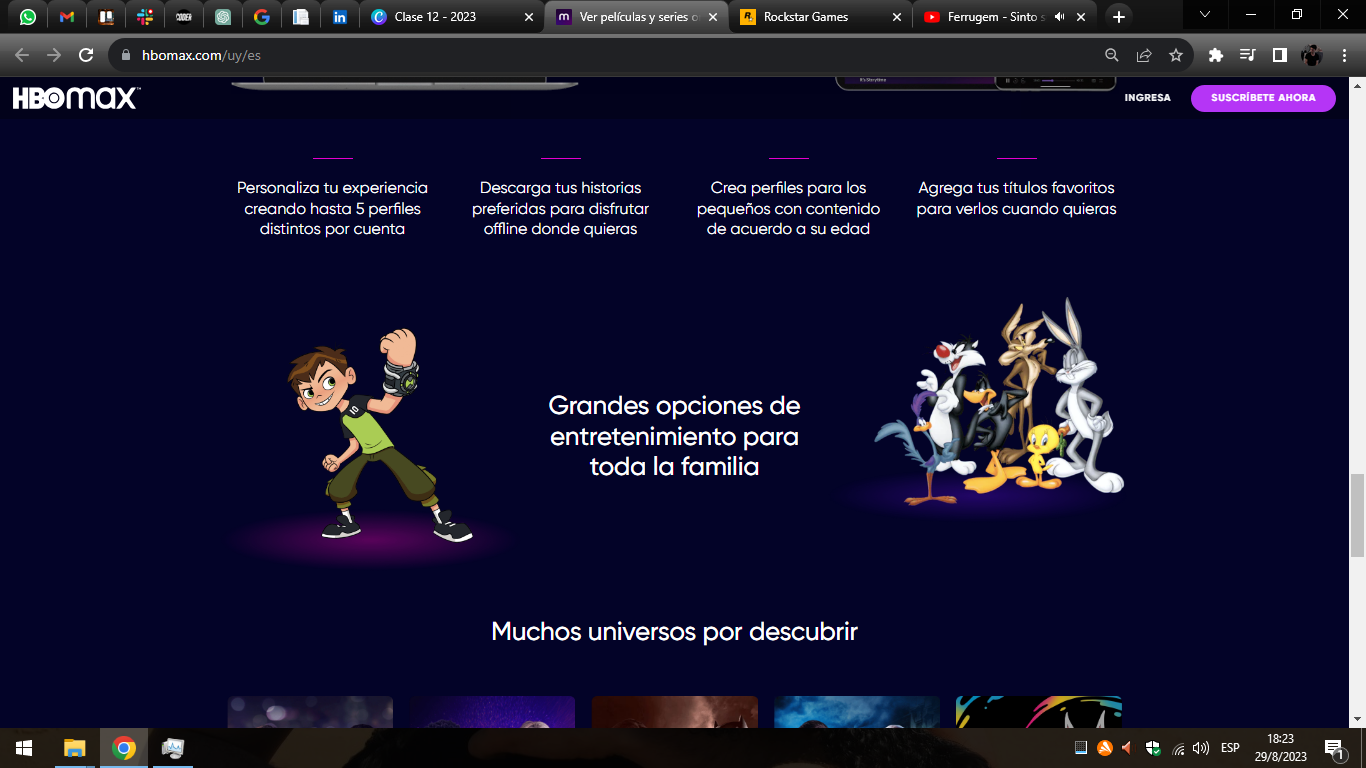 Clase 12 - 2023
Ver películas y series o
Rockstar Games
Ferrugem - Sinto s
hbomax.com/uy/es
HBOmax
INGRESA
SUSCRÍBETE AHORA
Personaliza tu experiencia
creando hasta 5 perfiles
distintos por cuenta
Descarga tus historias
preferidas para disfrutar
offline donde quieras
Crea perfiles para los
pequeños con contenido
de acuerdo a su edad
Agrega tus títulos favoritos
para verlos cuando quieras
10
Grandes opciones de
entretenimiento para
toda la familia
Muchos universos por descubrir
ESP
18:23
29/8/2023
1